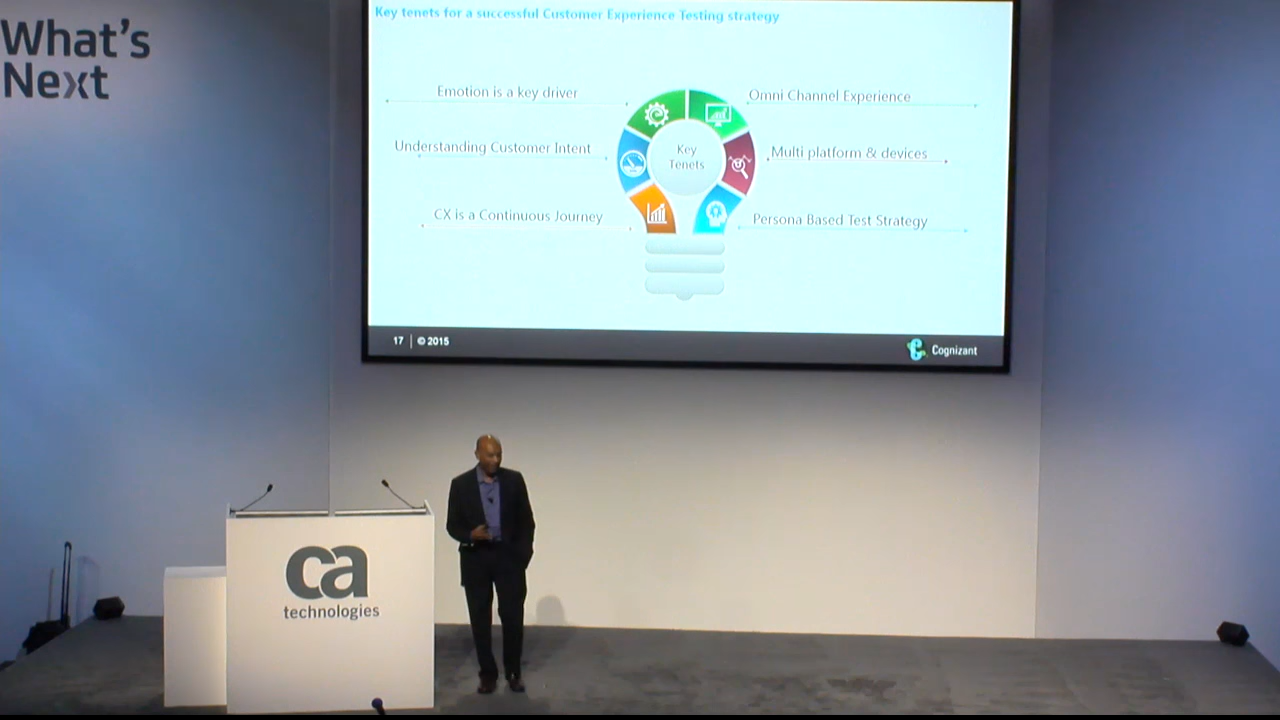 What's
Next
Key tenets for a successful Customer Experience Testing strategy
Emotion is a key driver
Omni Channel Experience
Understanding Customer Intent
Key
Tenets
Multi platform & devices
CX is a Continuous Journey
Persona Based Test Strategy
17 | © 2015
Cognizant
ca
technologies